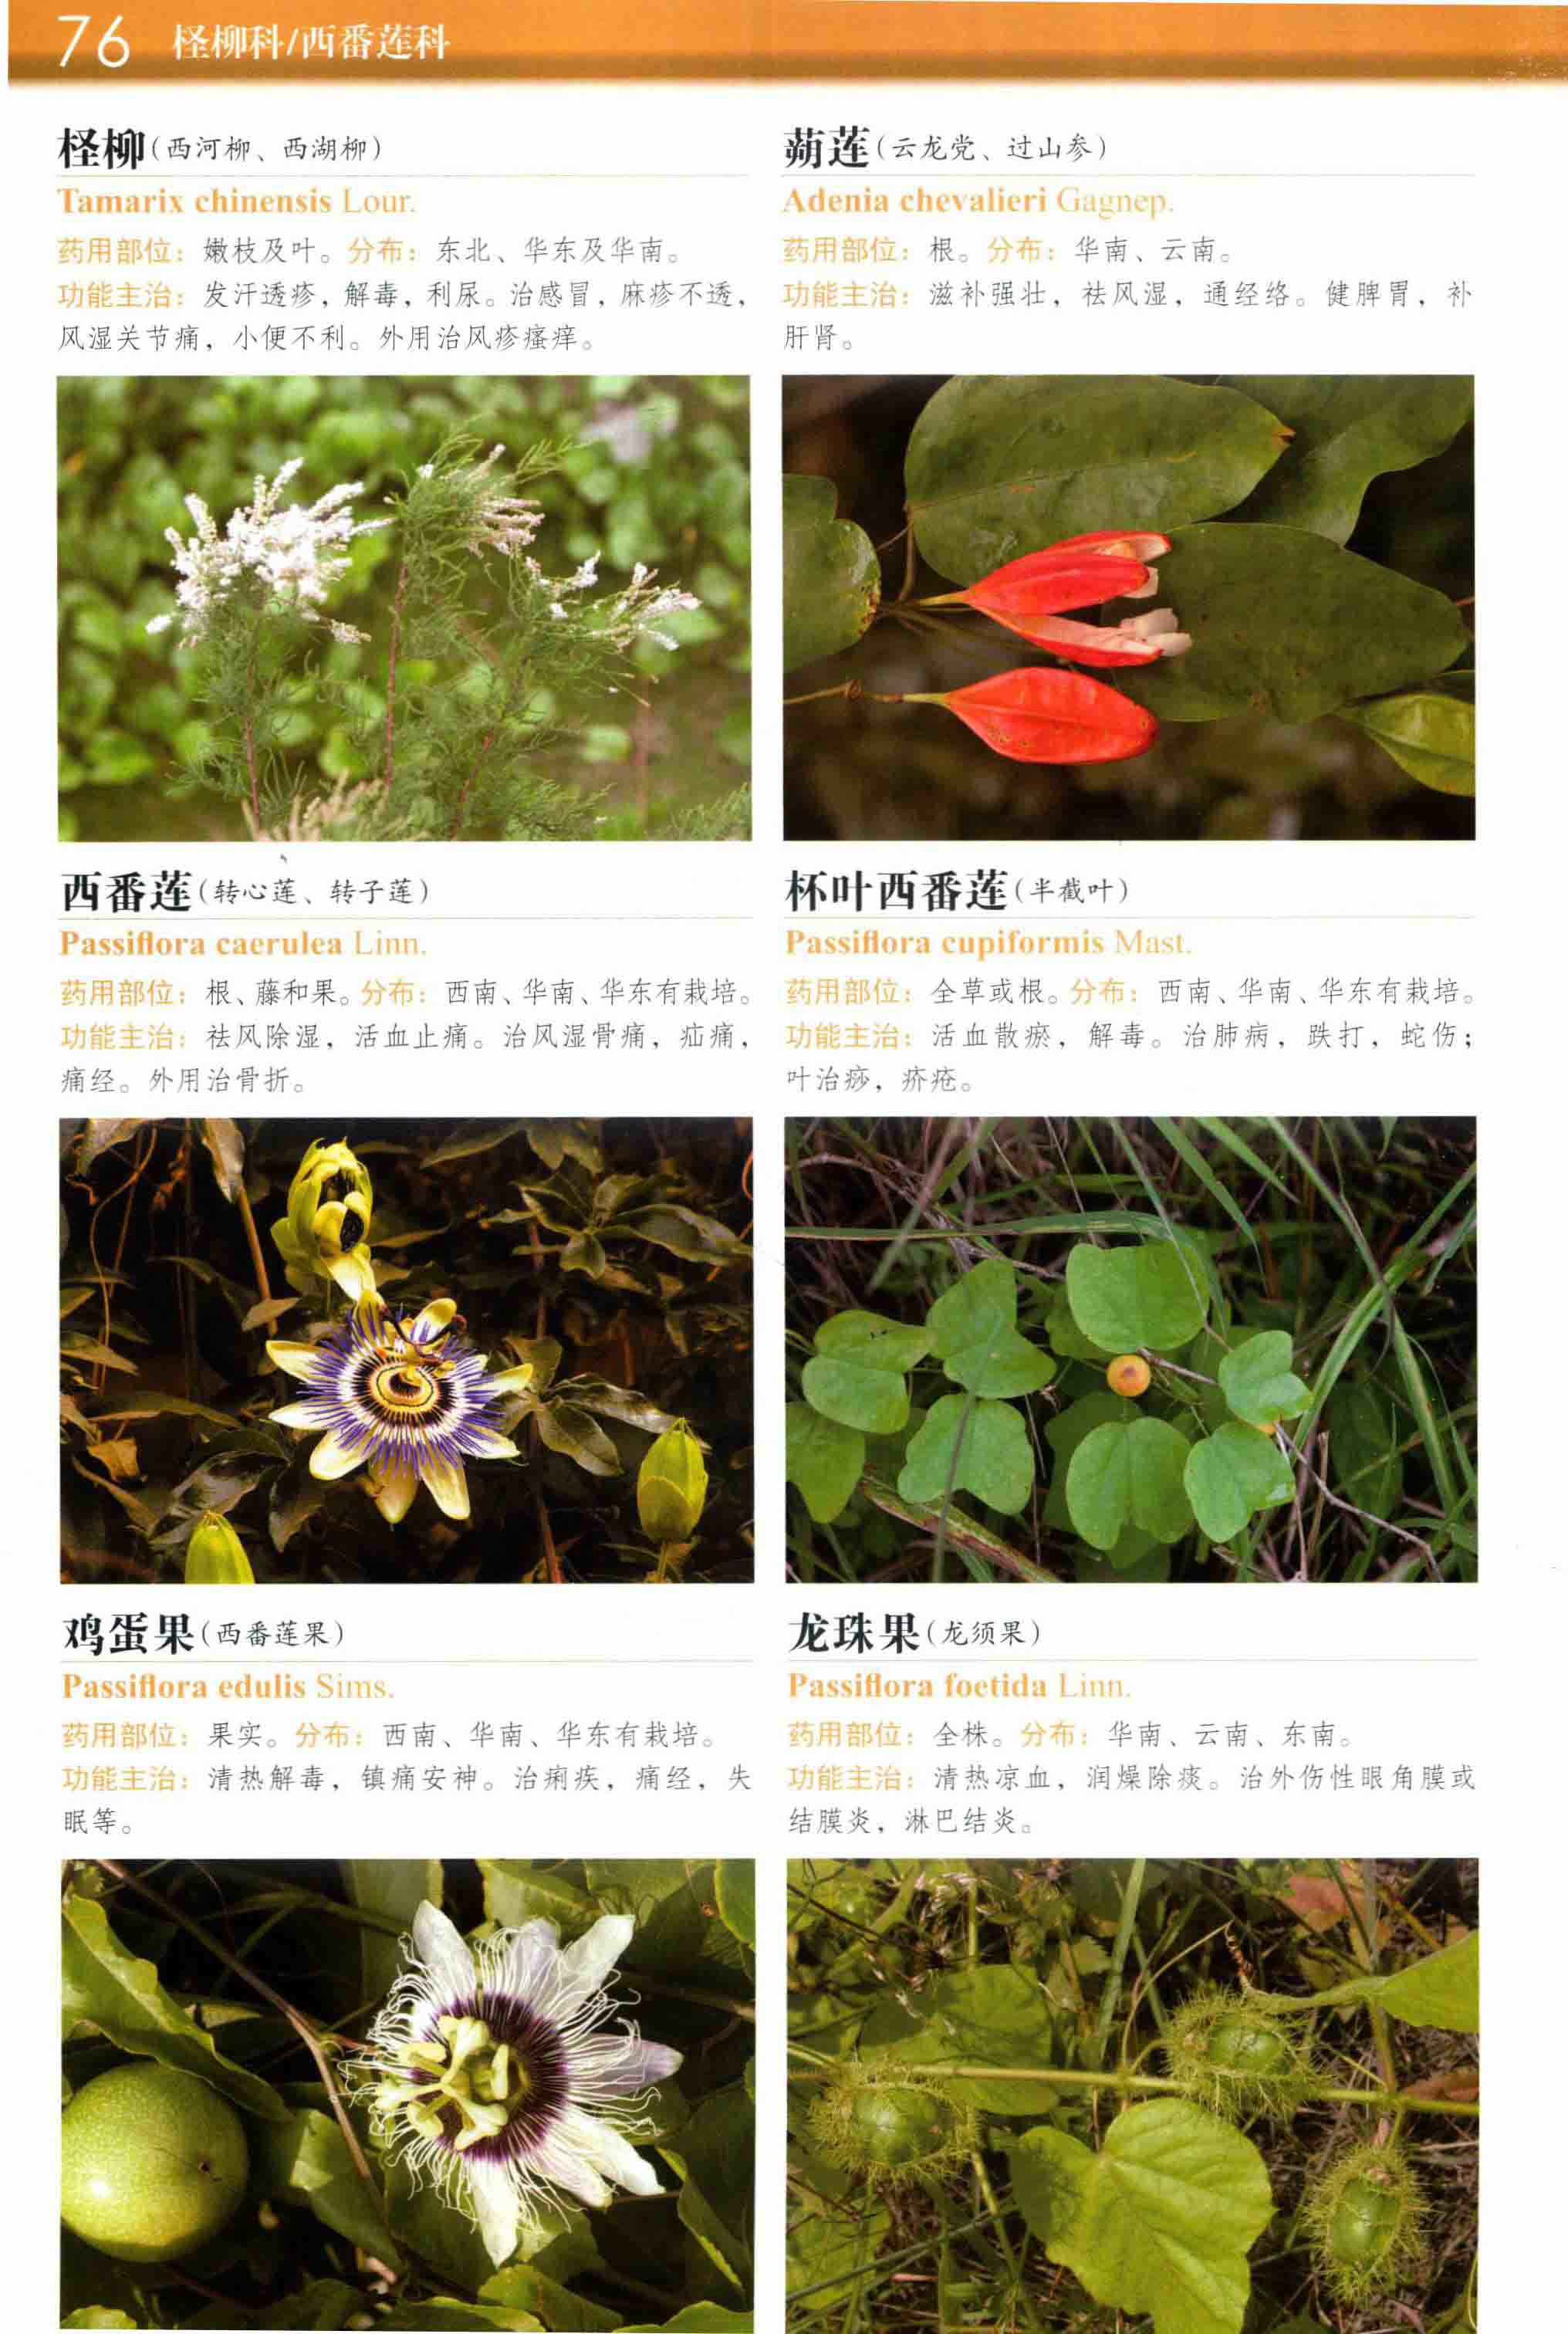 76 柽柳科/西番莲科
柽柳(西河柳、西湖柳)
Tamarix chinensis Lour.
药用部位：嫩枝及叶。分布：东北、华东及华南。
功能主治：发汗透疹，解毒，利尿。治感冒，麻疹不透，
风湿关节痛，小便不利。外用治风疹瘙痒。
蒴莲(云龙党、过山参)
Adenia chevalieri Gagnep.
药用部位：根。分布：华南、云南。
功能主治：滋补强壮，祛风湿，通经络。健脾胃，补
肝肾。
西番莲(转心莲、转子莲)
Passiflora caerulea Linn.
药用部位：根、藤和果。分布：西南、华南、华东有栽培。
功能主治：祛风除湿，活血止痛。治风湿骨痛，疝痛，
痛经。外用治骨折。
杯叶西番莲(半截叶)
Passiflora cupiformis Mast.
药用部位：全草或根。分布：西南、华南、华东有栽培。
功能主治：活血散瘀，解毒。治肺病，跌打，蛇伤；
叶治痧，疥疮。
鸡蛋果(西番莲果)
Passiflora edulis Sims.
药用部位：果实。分布：西南、华南、华东有栽培。
功能主治：清热解毒，镇痛安神。治痢疾，痛经，失
眠等。
龙珠果(龙须果)
Passiflora foetida Linn.
药用部位：全株。分布：华南、云南、东南。
功能主治：清热凉血，润燥除痰。治外伤性眼角膜或
结膜炎，淋巴结炎。